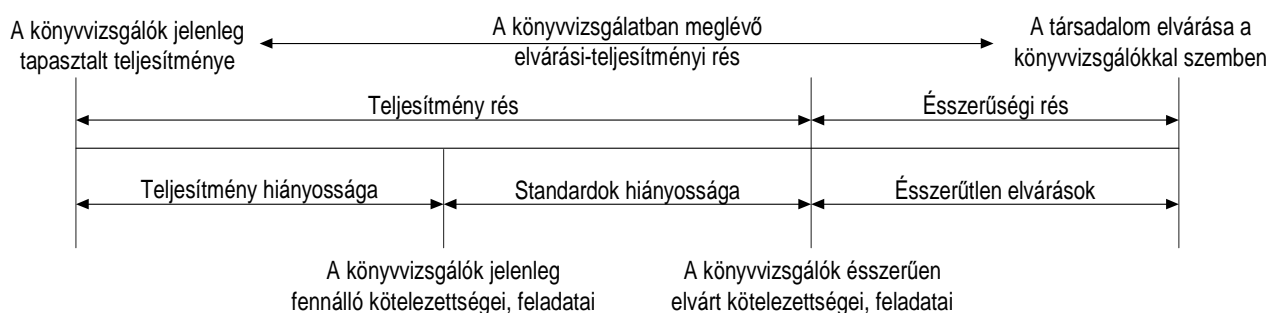 A könyvvizsgálók jelenleg
tapasztalt teljesítménye
A könyvvizsgálatban meglévő
elvárási-teljesítményi rés
A társadalom elvárása a
könyvvizsgálókkal szemben
Teljesítmény rés
Ésszerűségi rés
Teljesítmény hiányossága
Standardok hiányossága
Ésszerűtlen elvárások
A könyvvizsgálók jelenleg
fennálló kötelezettségei, feladatai
A könyvvizsgálók ésszerűen
elvárt kötelezettségei, feladatai